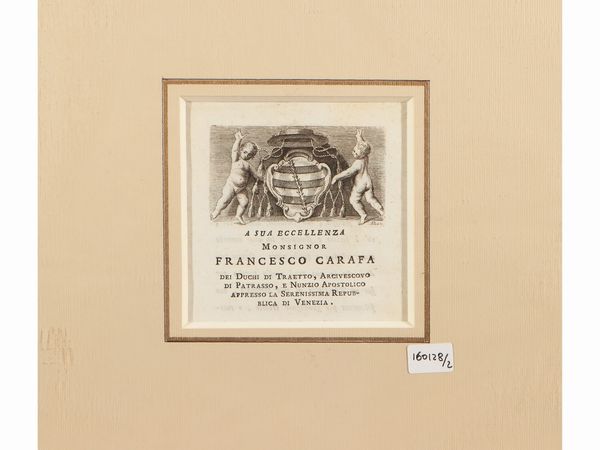 A SUA ECCELLENZA
MONSIGNOR
FRANCESCO CARAFA
DEI DUCHI DI TRAETTO, ARCIVESCOVO
DI PATRASSO, E NUNZIO APOSTOLICO
APPRESSO LA SERENISSIMA REPUB-
BLICA DI VENEZIA.
160128/2